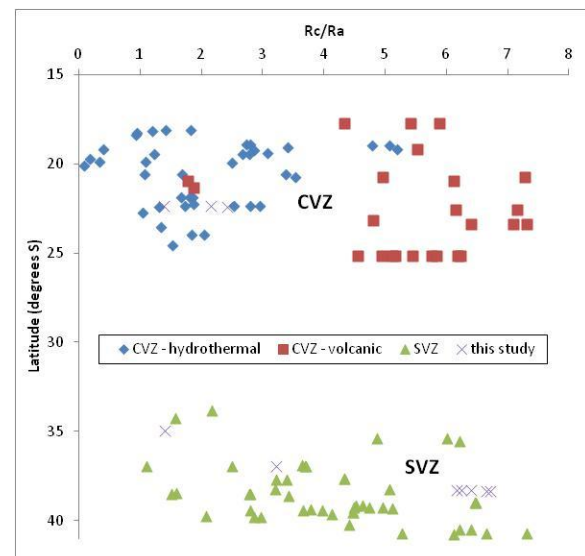 Rc/Ra
0 1 2 3 4 5 6 7 8
15
20
CVZ
25
Latitude (degrees S)
30
CVZ - hydrothermal CVZ - volcanic SVZ this study
35
SVZ
40